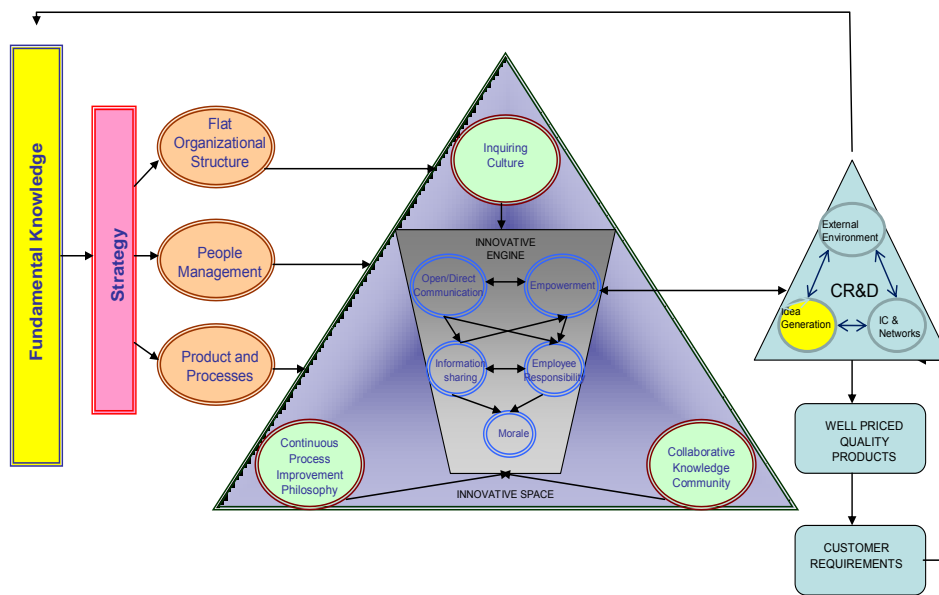 Fundamental Knowledge
Strategy
Flat
Organizational
Structure
People
Management
Product and
Processes
Inquiring
Culture
INNOVATIVE
ENGINE
Open/Direct
Communication
Empowerment
Information
sharing
Employee
Responsibility
Morale
Continuous
Process
Improvement
Philosophy
INNOVATIVE SPACE
Collaborative
Knowledge
Community
External
Environment
CR&D
Idea
Generation
IC &
Networks
WELL PRICED
QUALITY
PRODUCTS
CUSTOMER
REQUIREMENTS